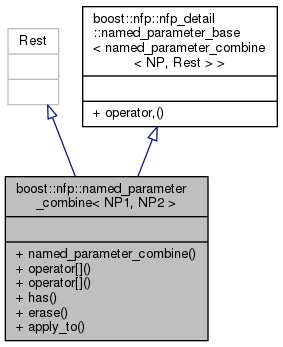 Rest
boost::nfp::nfp_detail
::named_parameter_base
< named_parameter_combine
< NP, Rest > >
+ operator,()
boost::nfp::named_parameter
_combine< NP1, NP2 >
+ named_parameter_combine()
+ operator[]()
+ operator[]()
+ has()
+ erase()
+ apply_to()